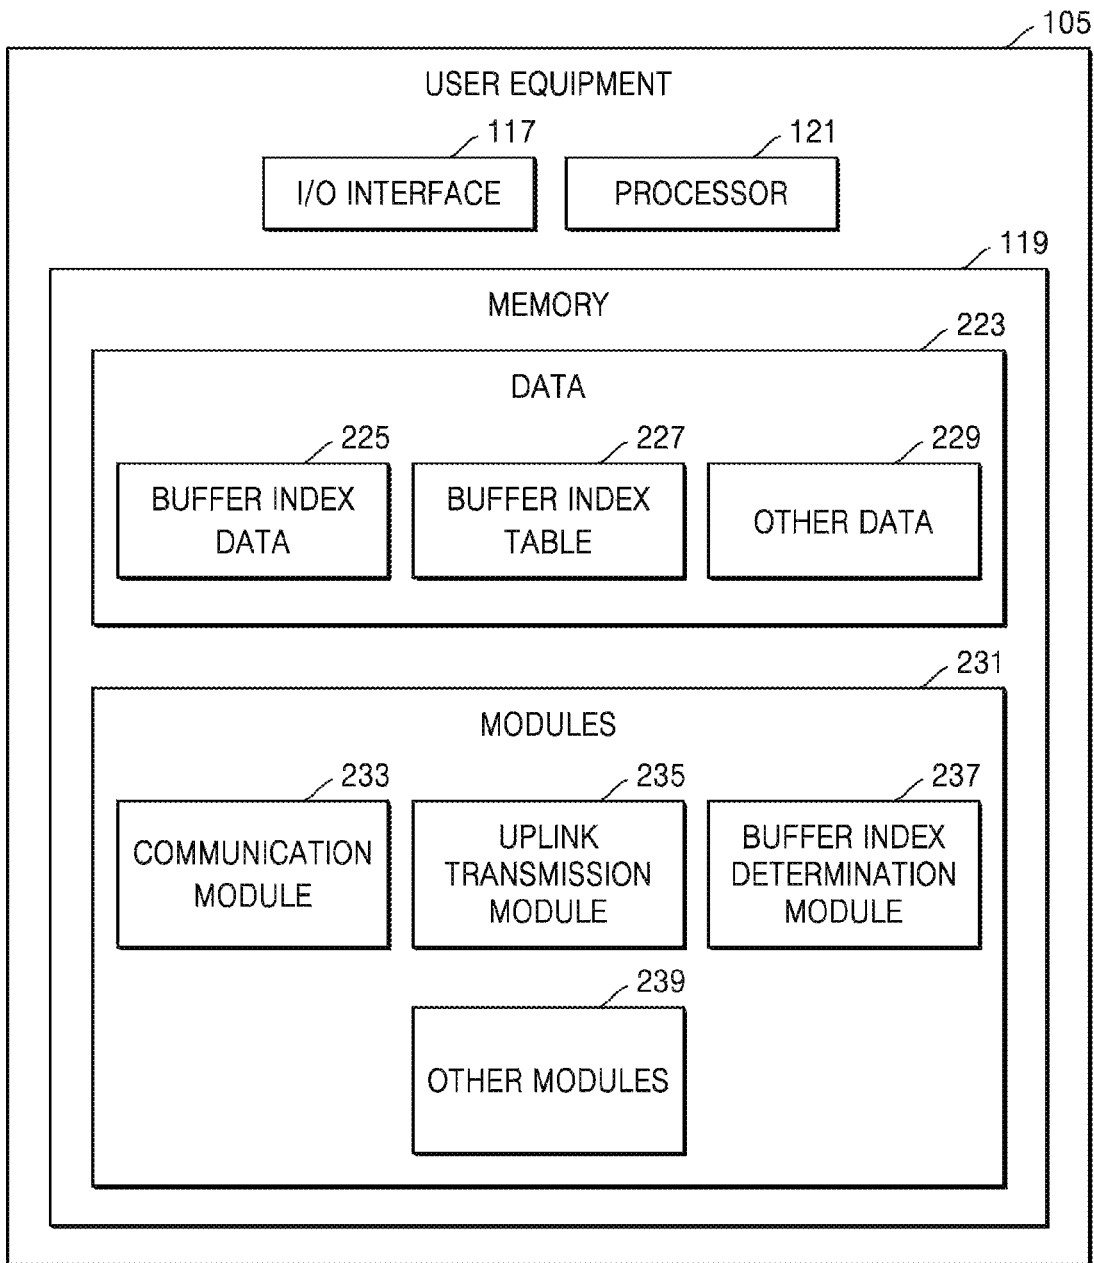 105
USER EQUIPMENT
117
121
I/O INTERFACE
PROCESSOR
119
MEMORY
223
DATA
225
227
229
BUFFER INDEX
DATA
BUFFER INDEX
TABLE
OTHER DATA
231
MODULES
233
235
237
COMMUNICATION
MODULE
UPLINK
TRANSMISSION
MODULE
BUFFER INDEX
DETERMINATION
MODULE
239
OTHER MODULES